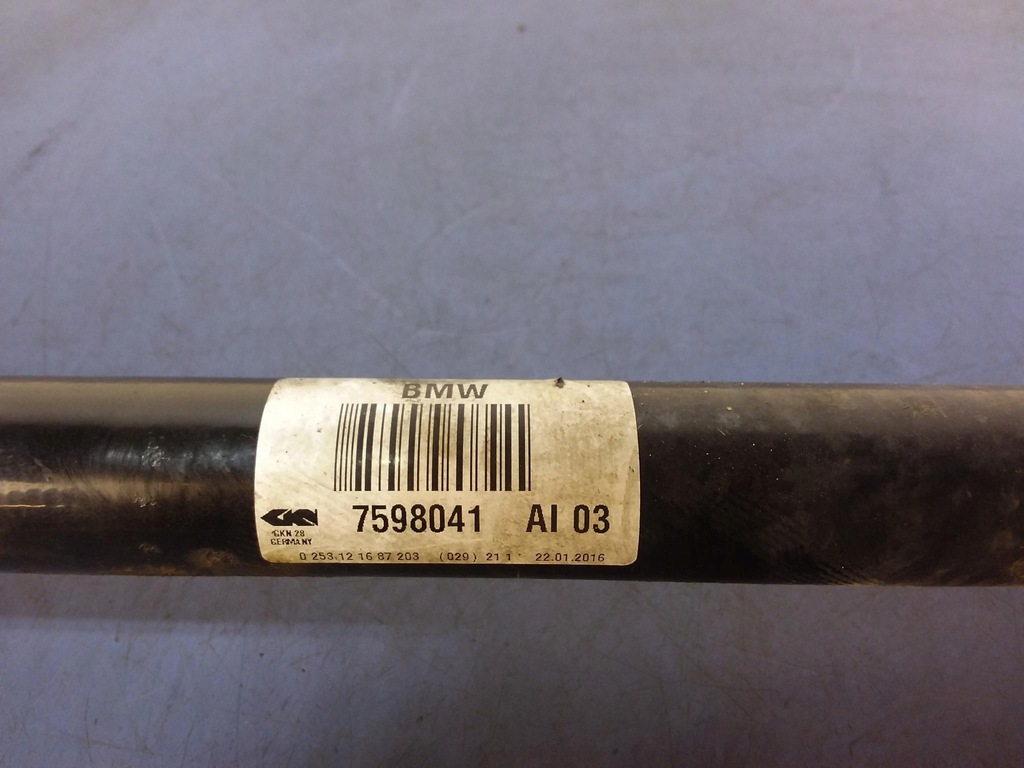 BMW
GKN
7598041 AI 03
GKN 28
GERMANY
0 253.12 16 87 203 (029) 21 1 22.01.2016